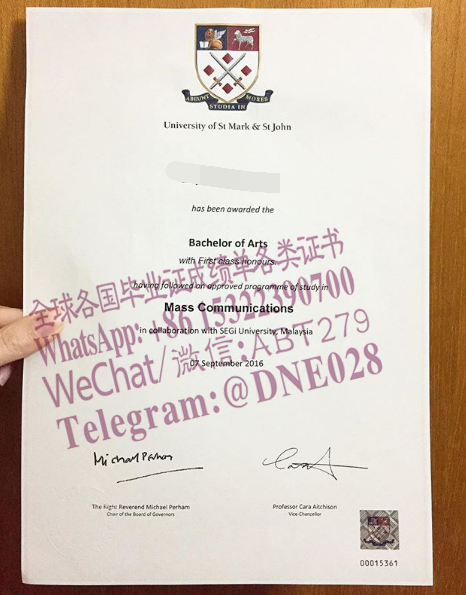 ABEUNT STUDIA IN MORES
University of St Mark & St John
has been awarded the
Bachelor of Arts
with First class honours
having followed an approved programme of study in
Mass Communications
in collaboration with SEGi University, Malaysia
07 September 2016
全球各国毕业证成绩单各类证书
WhatsApp:+8615322390700
WeChat/微信:ABT279
Telegram:@DNE028
Michael Perham
The Right Reverend Michael Perham
Chair of the Board of Governors
Professor Cara Aitchison
Vice-Chancellor
00015361